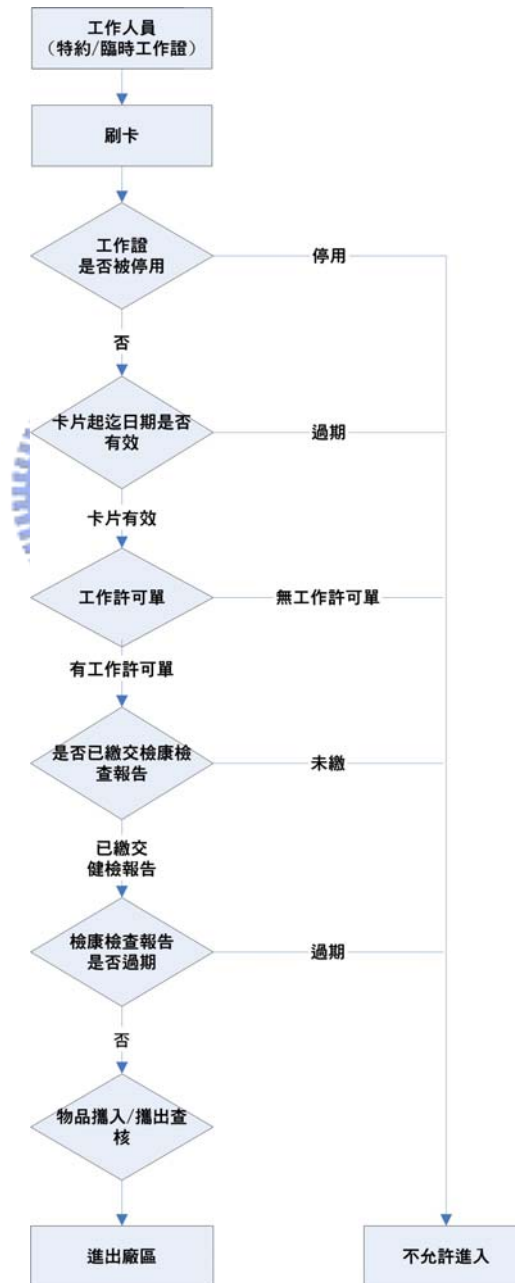 工作人員
（特約/臨時工作證）
刷卡
工作證
是否被停用
停用
否
卡片起迄日期是否
有效
過期
卡片有效
工作許可單
無工作許可單
有工作許可單
是否已繳交檢康檢
查報告
未繳
已繳交
健檢報告
檢康檢查報告
是否過期
過期
否
物品攜入/攜出查
核
進出廠區
不允許進入